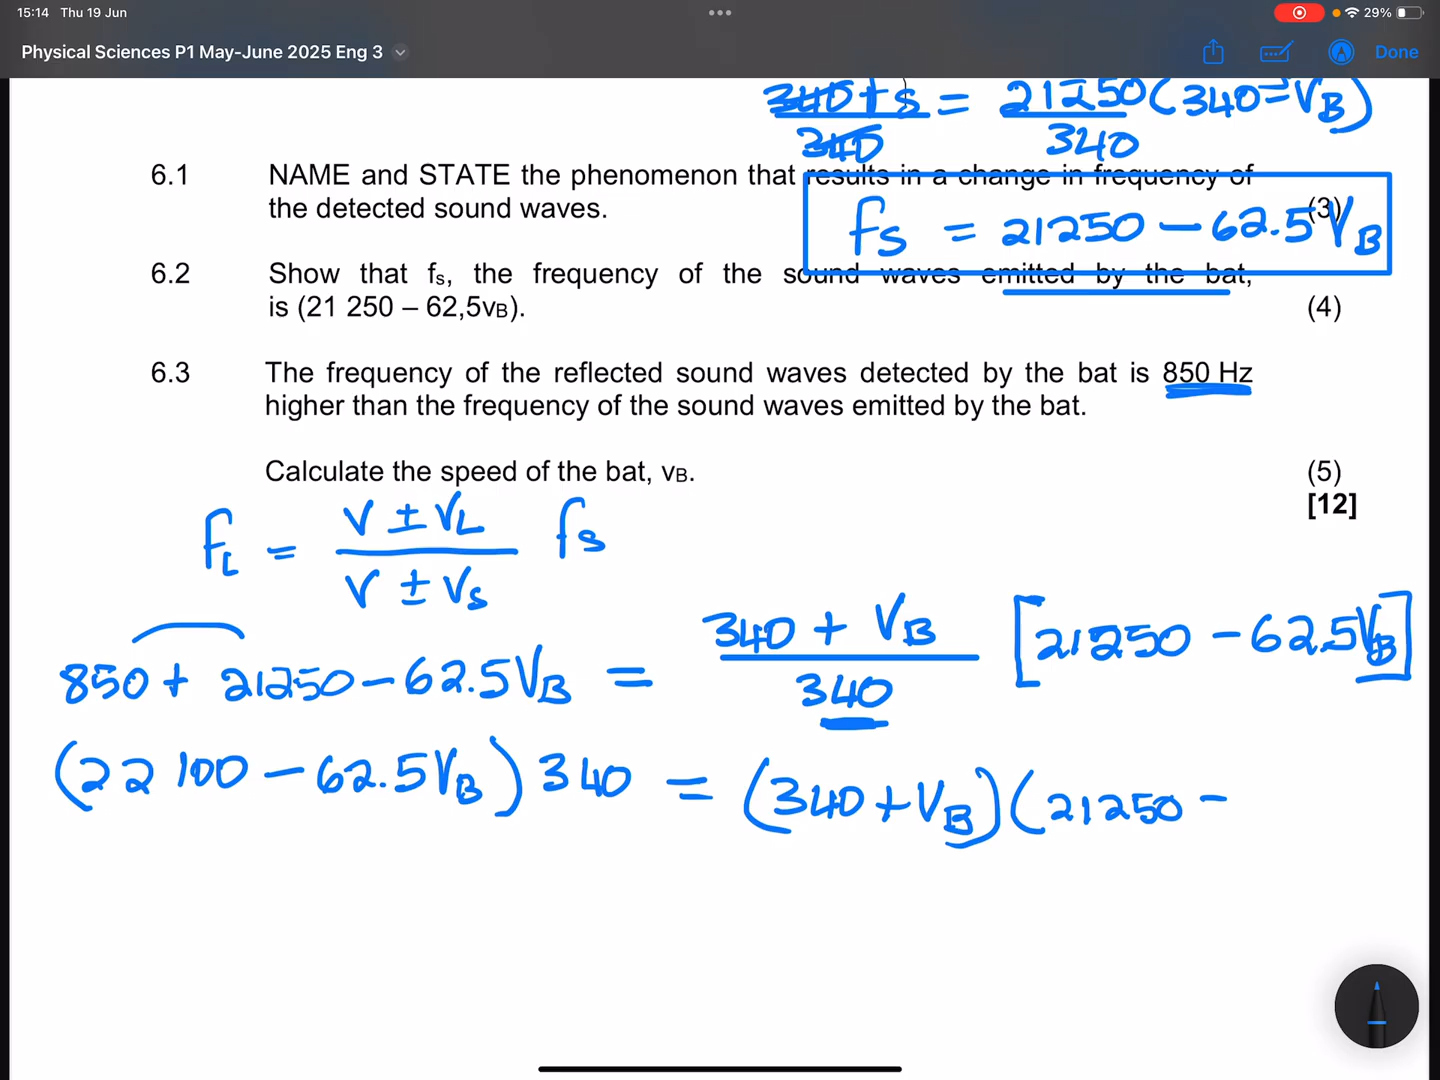 15:14 Thu 19 Jun
29%
Physical Sciences P1 May-June 2025 Eng 3
Done
340 fs = 21250(340-VB)
340 340
6.1 NAME and STATE the phenomenon that results in a change in frequency of
the detected sound waves. (3)
fs = 21250 - 62.5VB
6.2 Show that fs, the frequency of the sound waves emitted by the bat,
is (21 250 – 62,5vB). (4)
6.3 The frequency of the reflected sound waves detected by the bat is 850 Hz
higher than the frequency of the sound waves emitted by the bat.
Calculate the speed of the bat, vB. (5)
[12]
fL = V ± VL fs
V ± Vs
850 + 21250 - 62.5VB = 340 + VB [21250 - 62.5VB]
340
(22 100 - 62.5VB) 340 = (340 + VB)(21250 -